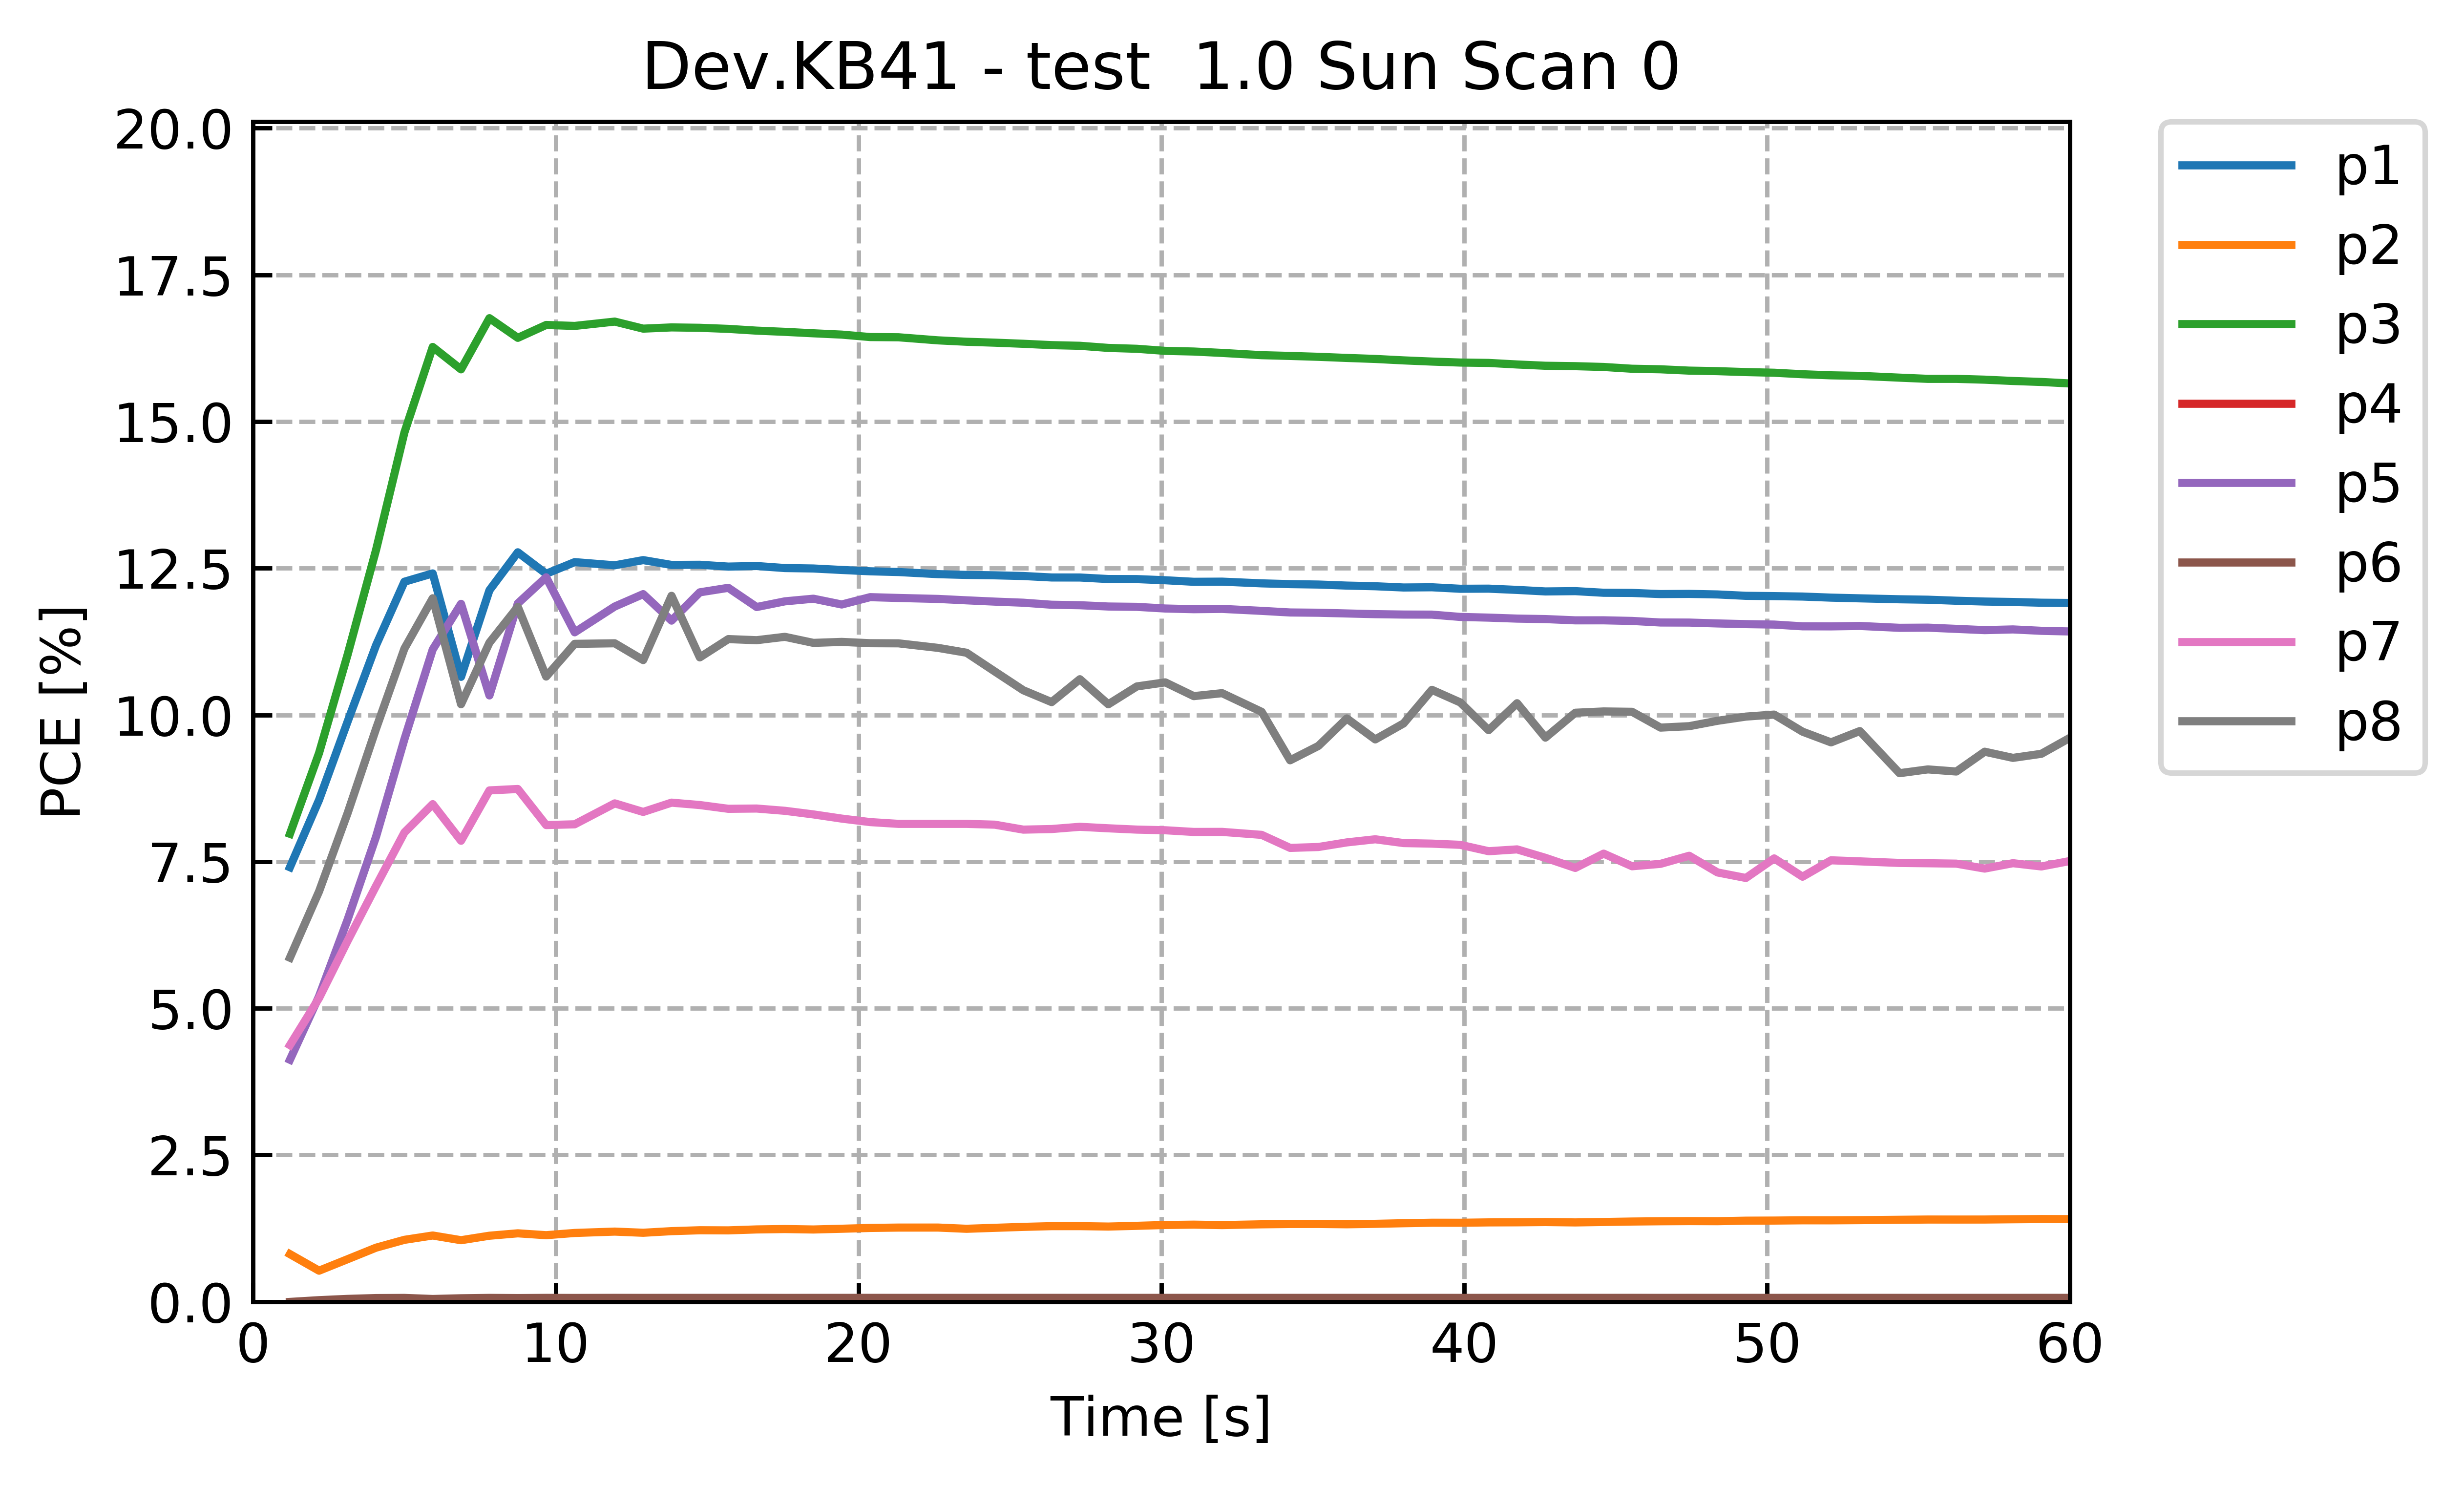 Dev.KB41 - test  1.0 Sun Scan 0
20.0
17.5
15.0
12.5
10.0
7.5
5.0
2.5
0.0
PCE [%]
0 10 20 30 40 50 60
Time [s]
p1
p2
p3
p4
p5
p6
p7
p8